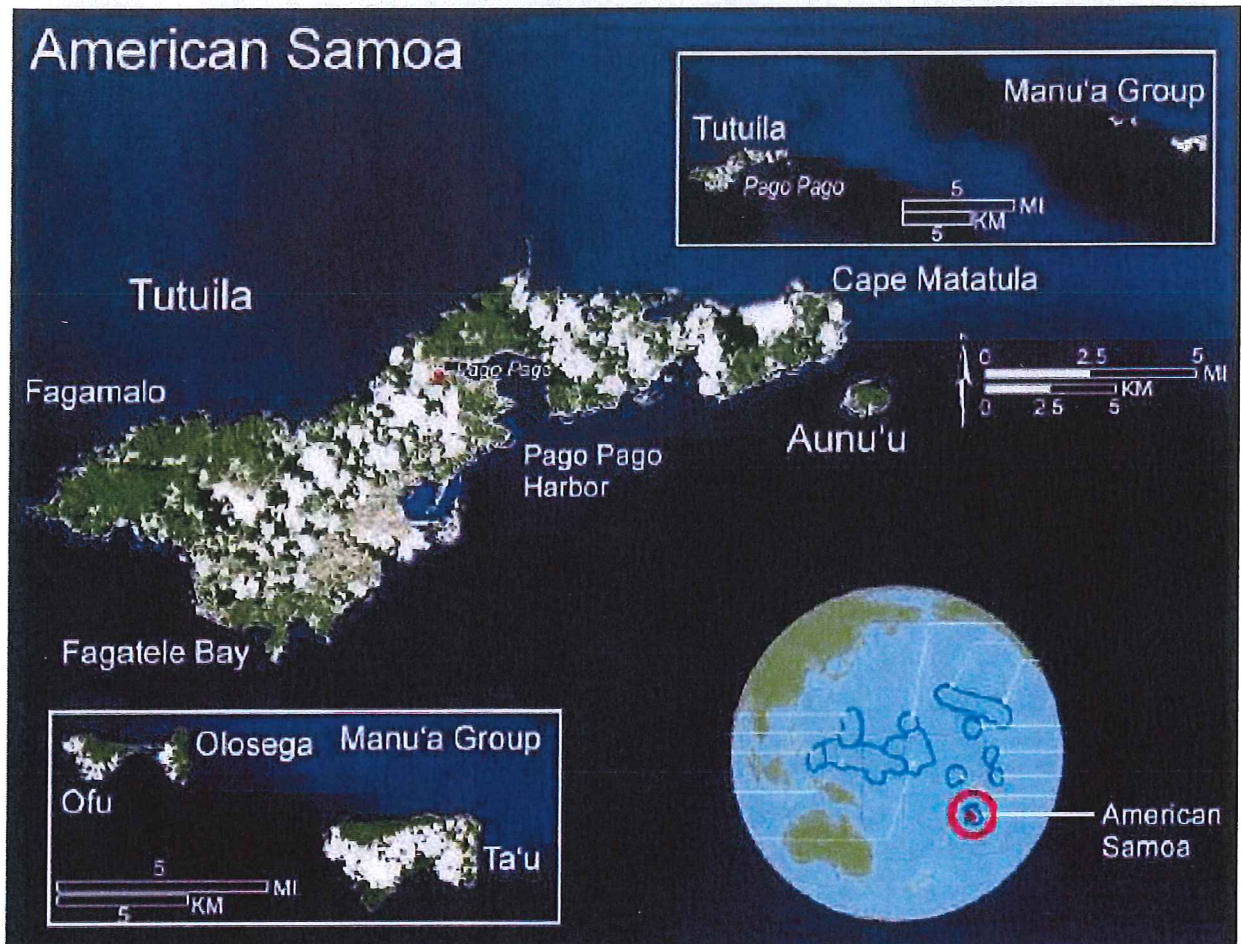 American Samoa
Manu'a Group
Tutuila
Pago Pago
5
MI
KM
5
Tutuila
Cape Matatula
Pago Pago
0 2 5 5
MI
KM
0 2 5 5
Fagamalo
Aunu'u
Pago Pago
Harbor
Fagatele Bay
Olosega
Manu'a Group
Ofu
Ta'u
5
MI
KM
5
American
Samoa